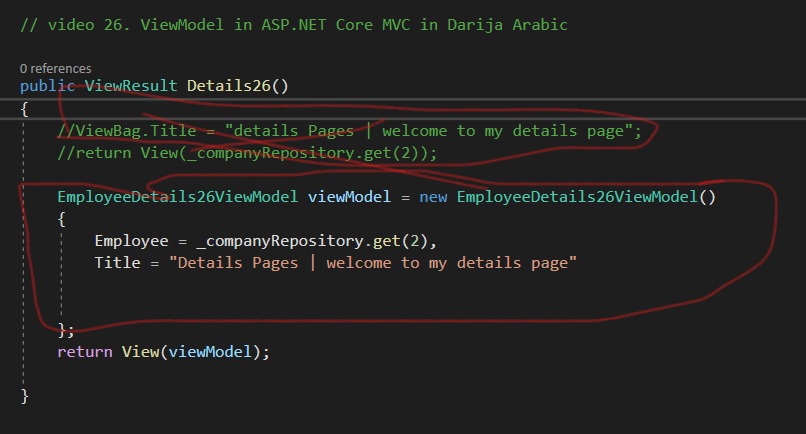 // video 26. ViewModel in ASP.NET Core MVC in Darija Arabic
0 references
public ViewResult Details26()
{
//ViewBag.Title = "details Pages | welcome to my details page";
//return View(_companyRepository.get(2));
EmployeeDetails26ViewModel viewModel = new EmployeeDetails26ViewModel()
{
Employee = _companyRepository.get(2),
Title = "Details Pages | welcome to my details page"
};
return View(viewModel);
}